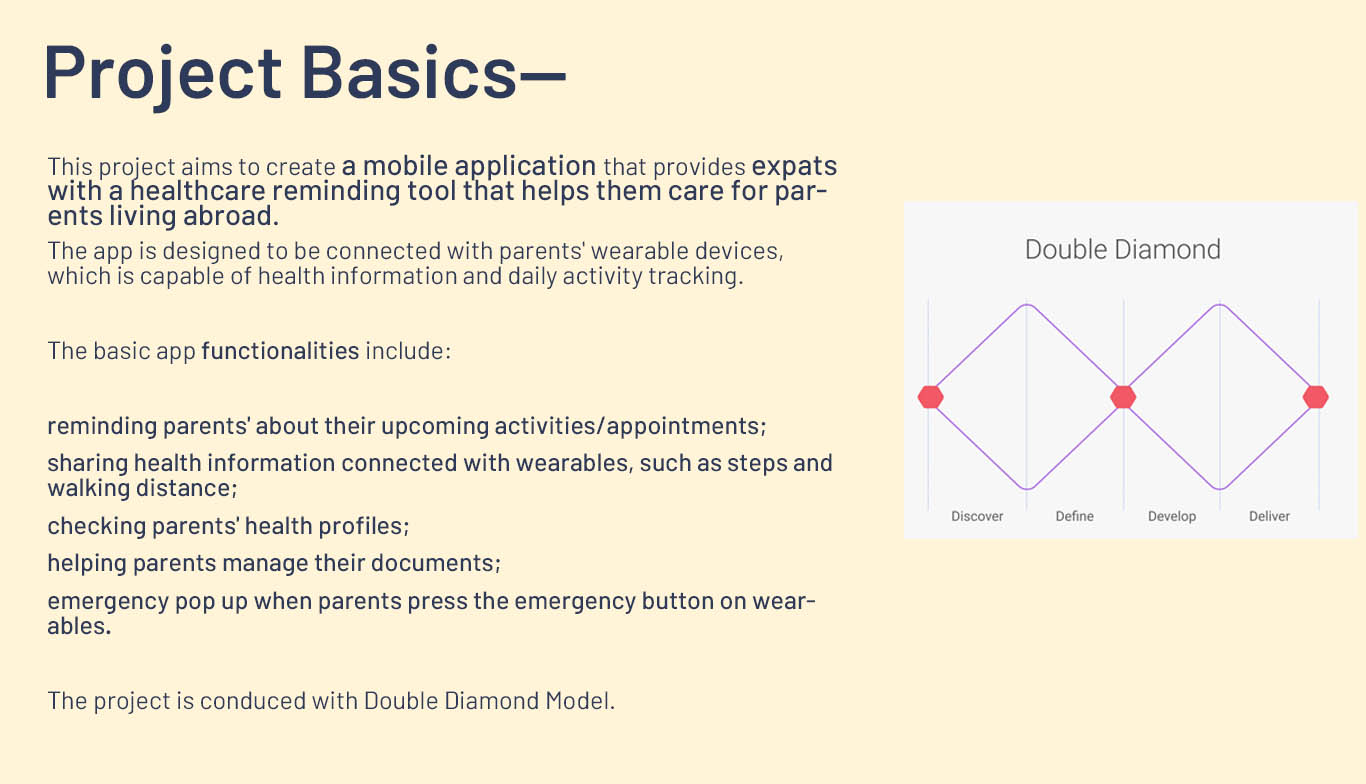 Project Basics—
This project aims to create a mobile application that provides expats
with a healthcare reminding tool that helps them care for par-
ents living abroad.
The app is designed to be connected with parents' wearable devices,
which is capable of health information and daily activity tracking.
The basic app functionalities include:
reminding parents' about their upcoming activities/appointments;
sharing health information connected with wearables, such as steps and
walking distance;
checking parents' health profiles;
helping parents manage their documents;
emergency pop up when parents press the emergency button on wear-
ables.
The project is conduced with Double Diamond Model.
Double Diamond
Discover Define Develop Deliver